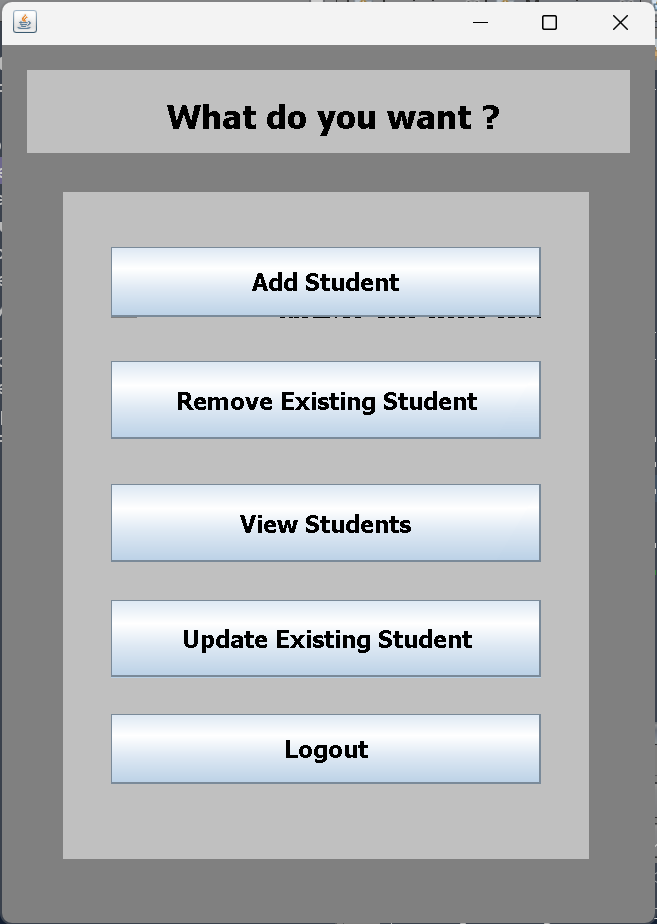 What do you want ?
Add Student
Remove Existing Student
View Students
Update Existing Student
Logout